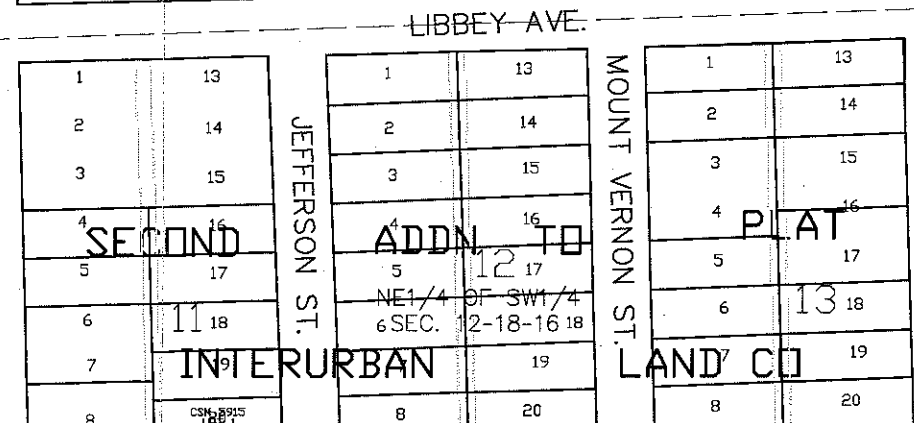 LIBBEY AVE.
1 13 1 13 1 13
2 14 2 14 2 14
3 15 3 15 3 15
4 16 4 16 4 16
SECOND ADDN. TO PLAT
5 17 5 12 17 5 17
NE1/4 OF SW1/4
6 11 18 6 SEC. 12-18-16 18 6 13 18
7 19 19 7 19
INTERURBAN LAND CO
8 CSM 8 20 8 20
JEFFERSON ST.
MOUNT VERNON ST.